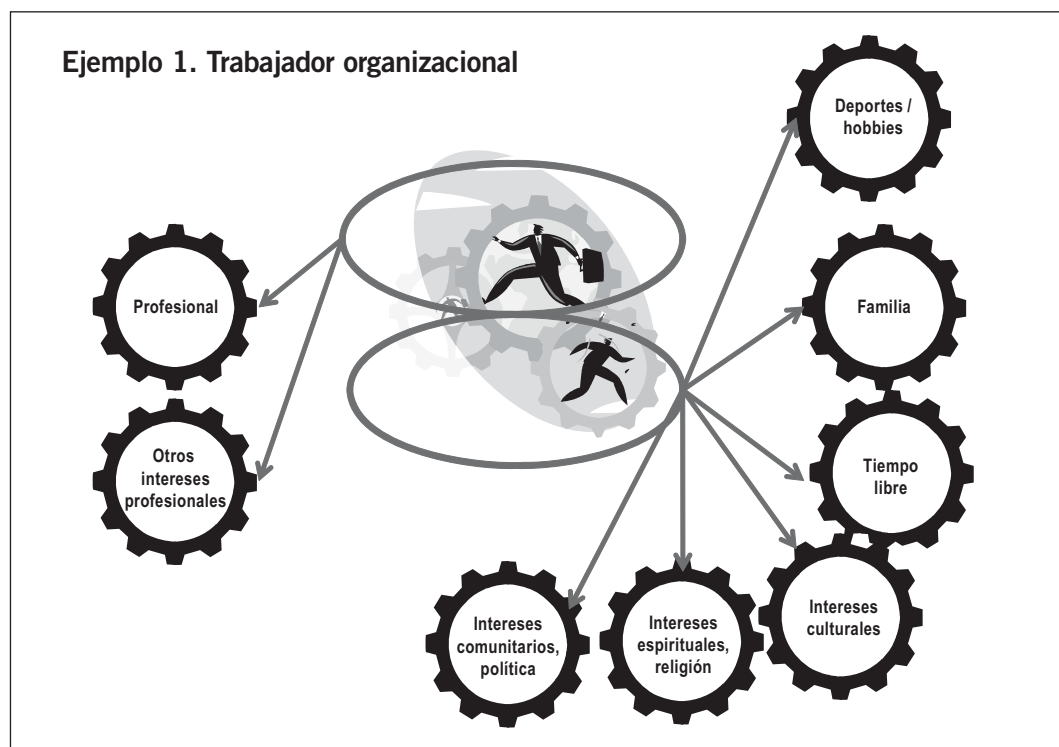 Ejemplo 1. Trabajador organizacional
Deportes /
hobbies
Profesional
Familia
Otros
intereses
profesionales
Tiempo
libre
Intereses
comunitarios,
política
Intereses
espirituales,
religión
Intereses
culturales